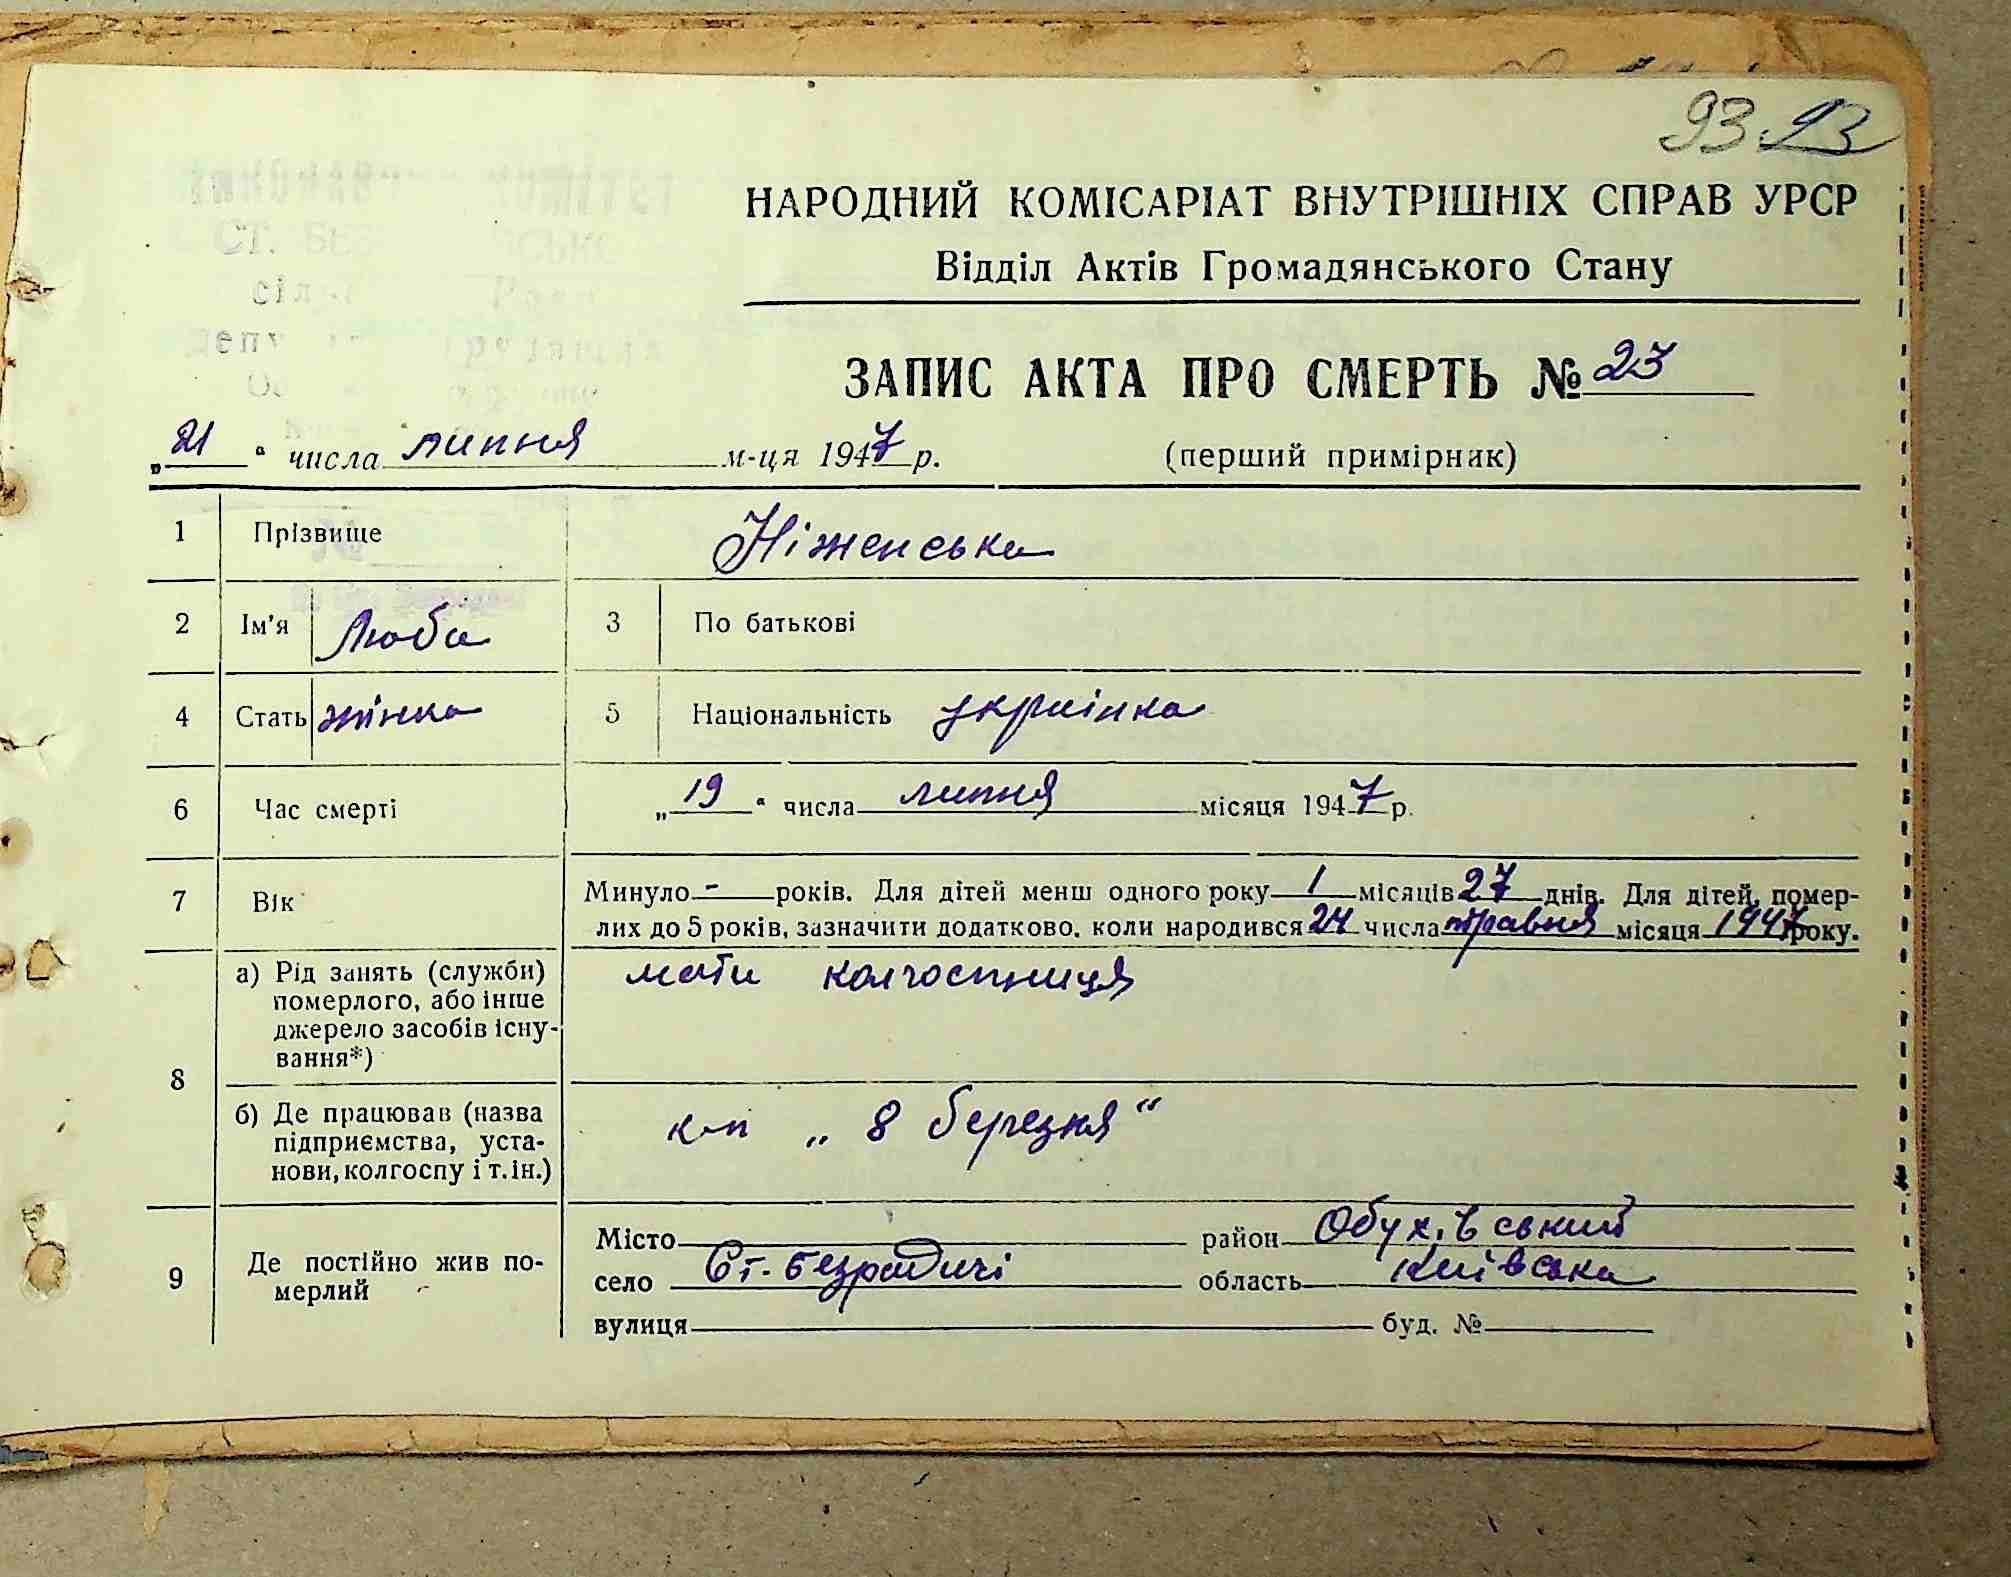 93 23
НАРОДНИЙ КОМІСАРІАТ ВНУТРІШНІХ СПРАВ УРСР
Відділ Актів Громадянського Стану
ЗАПИС АКТА ПРО СМЕРТЬ № 23
„21“ числа липня м-ця 1947 р. (перший примірник)
1 Прізвище Ніженська
2 Ім'я Люба 3 По батькові
4 Стать жінка 5 Національність українка
6 Час смерті „19“ числа липня місяця 1947 р.
7 Вік Минуло - років. Для дітей менш одного року 1 місяців 27 днів. Для дітей, помер-
лих до 5 років, зазначити додатково, коли народився 24 числа травня місяця 1947 року.
8 а) Рід занять (служби) померлого, або інше джерело засобів існу-вання*) мати колгоспниця
б) Де працював (назва підприємства, уста-нови, колгоспу і т. ін.) к-п „8 березня“
9 Де постійно жив по-мерлий Місто район Обухівський
село Ст-Безрадичі область Київська
вулиця буд. №